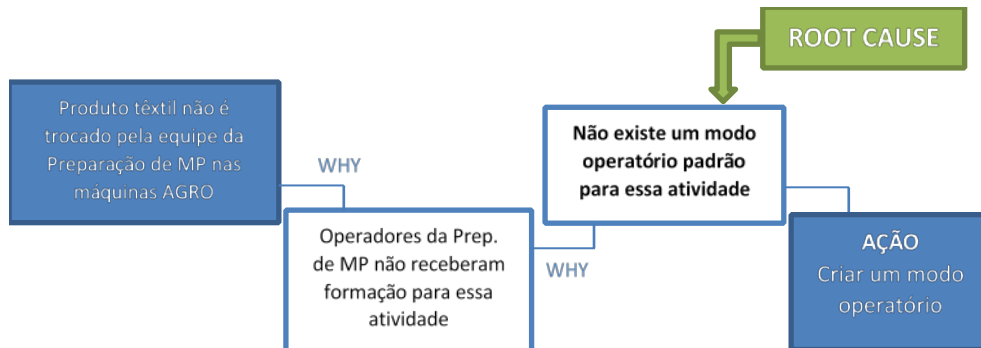 ROOT CAUSE
Produto têxtil não é
trocado pela equipe da
Preparação de MP nas
máquinas AGRO
WHY
Operadores da Prep.
de MP não receberam
formação para essa
atividade
WHY
Não existe um modo
operatório padrão
para essa atividade
AÇÃO
Criar um modo
operatório